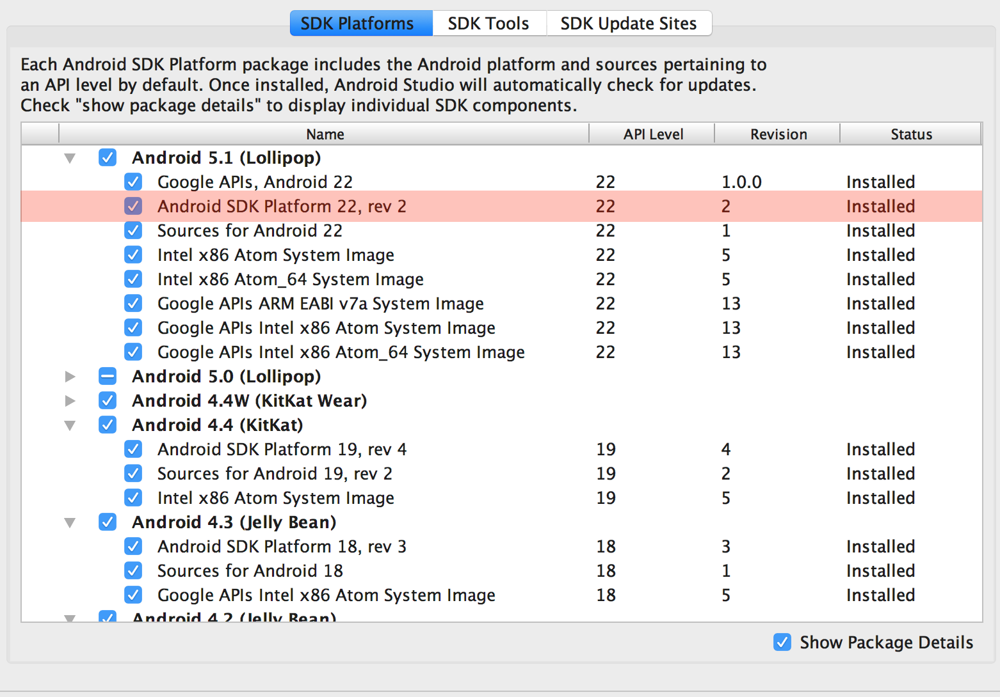 SDK Platforms SDK Tools SDK Update Sites
Each Android SDK Platform package includes the Android platform and sources pertaining to
an API level by default. Once installed, Android Studio will automatically check for updates.
Check "show package details" to display individual SDK components.
Name API Level Revision Status
Android 5.1 (Lollipop)
Google APIs, Android 22 22 1.0.0 Installed
Android SDK Platform 22, rev 2 22 2 Installed
Sources for Android 22 22 1 Installed
Intel x86 Atom System Image 22 5 Installed
Intel x86 Atom_64 System Image 22 5 Installed
Google APIs ARM EABI v7a System Image 22 13 Installed
Google APIs Intel x86 Atom System Image 22 13 Installed
Google APIs Intel x86 Atom_64 System Image 22 13 Installed
Android 5.0 (Lollipop)
Android 4.4W (KitKat Wear)
Android 4.4 (KitKat)
Android SDK Platform 19, rev 4 19 4 Installed
Sources for Android 19, rev 2 19 2 Installed
Intel x86 Atom System Image 19 5 Installed
Android 4.3 (Jelly Bean)
Android SDK Platform 18, rev 3 18 3 Installed
Sources for Android 18 18 1 Installed
Google APIs Intel x86 Atom System Image 18 5 Installed
Android 4.2 (Jelly Bean)
Show Package Details